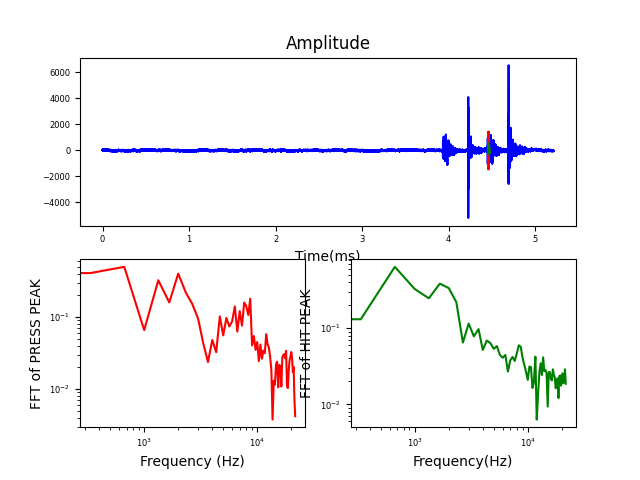 Amplitude
6000
4000
2000
0
−2000
−4000
0 1 2 3 4 5
Time(ms)
FFT of PRESS PEAK
10⁻¹
10⁻²
10³ 10⁴
Frequency (Hz)
FFT of HIT PEAK
10⁻¹
10⁻²
10³ 10⁴
Frequency(Hz)